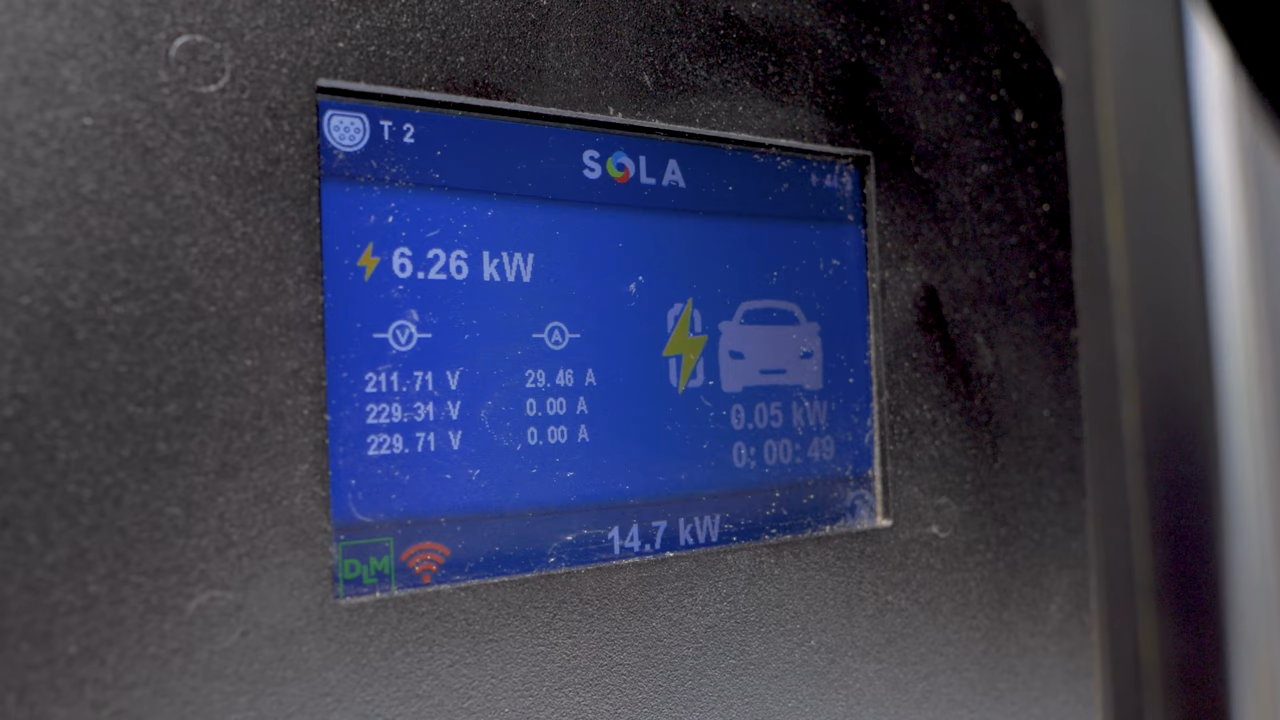 T 2
SOLA
6.26 kW
V A
211.71 V 29.46 A
229.31 V 0.00 A
229.71 V 0.00 A
0.05 kW
0:00:49
14.7 kW
DLM